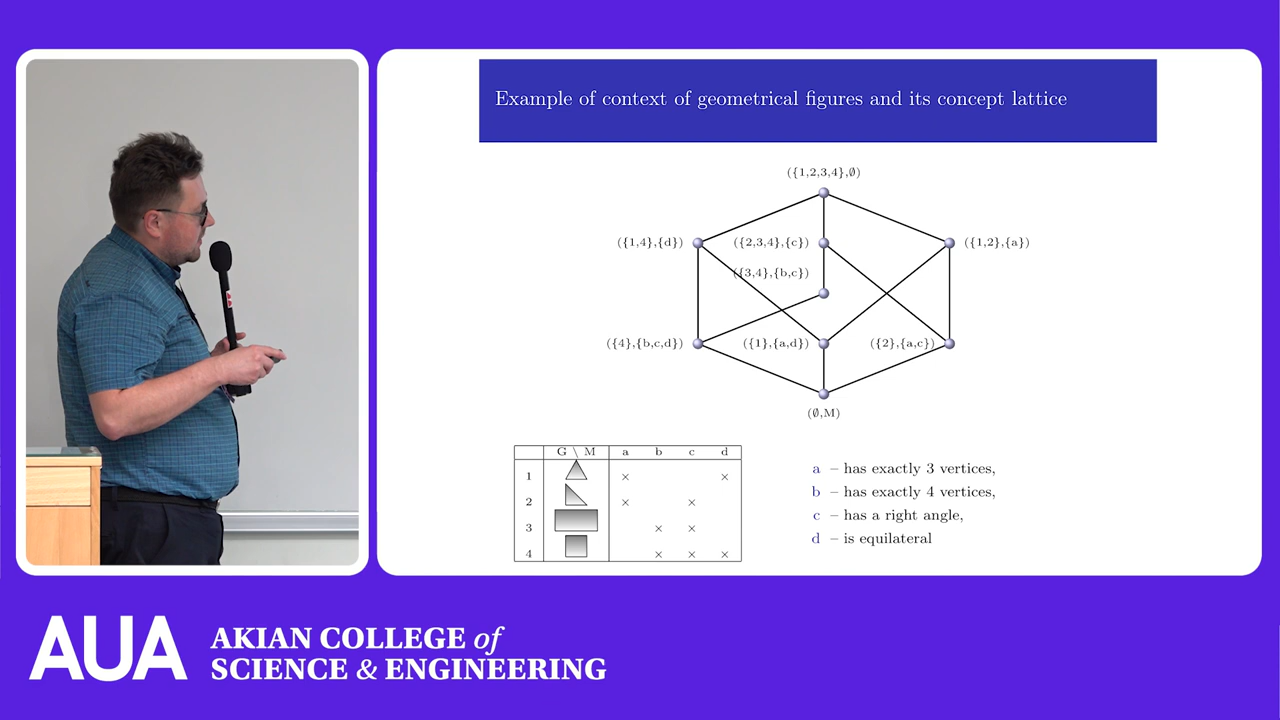 Example of context of geometrical figures and its concept lattice
({1,2,3,4},∅)
({1,4},{d})
({2,3,4},{c})
({1,2},{a})
({3,4},{b,c})
({4},{b,c,d})
({1},{a,d})
({2},{a,c})
(∅,M)
G \ M a b c d
1 × ×
2 × ×
3 × ×
4 × × ×
a – has exactly 3 vertices,
b – has exactly 4 vertices,
c – has a right angle,
d – is equilateral
AUA
AKIAN COLLEGE of
SCIENCE & ENGINEERING